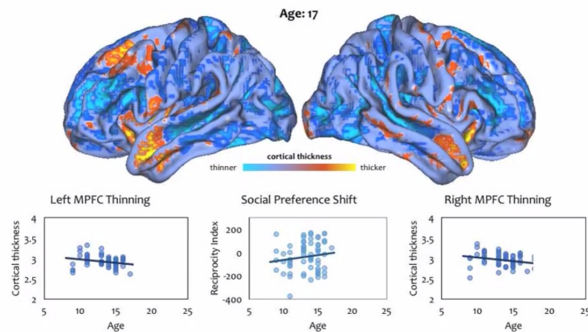 Age: 17
cortical thickness
thinner thicker
Left MPFC Thinning
Social Preference Shift
Right MPFC Thinning
Cortical thickness
4
3.5
3
2.5
2
5 10 15 20 25
Age
Reciprocity Index
200
0
-200
-400
5 10 15 20 25
Age
Cortical thickness
4
3.5
3
2.5
2
5 10 15 20
Age